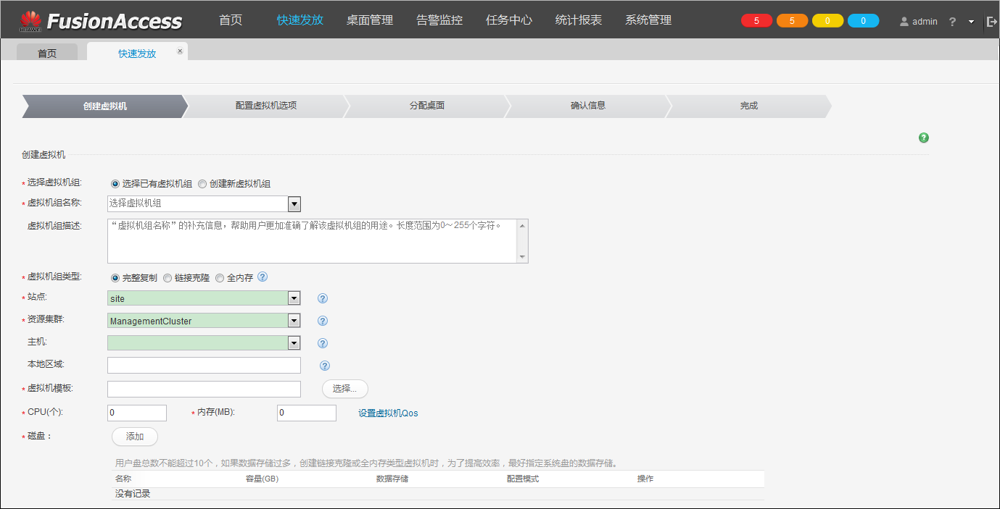 HUAWEI FusionAccess 首页 快速发放 桌面管理 告警监控 任务中心 统计报表 系统管理 5 5 0 0 admin ?
首页 快速发放 ×
创建虚拟机 配置虚拟机选项 分配桌面 确认信息 完成
?
创建虚拟机
* 选择虚拟机组: 选择已有虚拟机组 创建新虚拟机组
* 虚拟机组名称: 选择虚拟机组
虚拟机组描述: “虚拟机组名称”的补充信息，帮助用户更加准确了解该虚拟机组的用途。长度范围为0～255个字符。
* 虚拟机组类型: 完整复制 链接克隆 全内存 ?
* 站点: site ?
* 资源集群: ManagementCluster ?
主机: ?
本地区域: ?
* 虚拟机模板: 选择...
* CPU(个): 0 * 内存(MB): 0 设置虚拟机Qos
* 磁盘： 添加
用户盘总数不能超过10个，如果数据存储过多，创建链接克隆或全内存类型虚拟机时，为了提高效率，最好指定系统盘的数据存储。
名称 容量(GB) 数据存储 配置模式 操作
没有记录